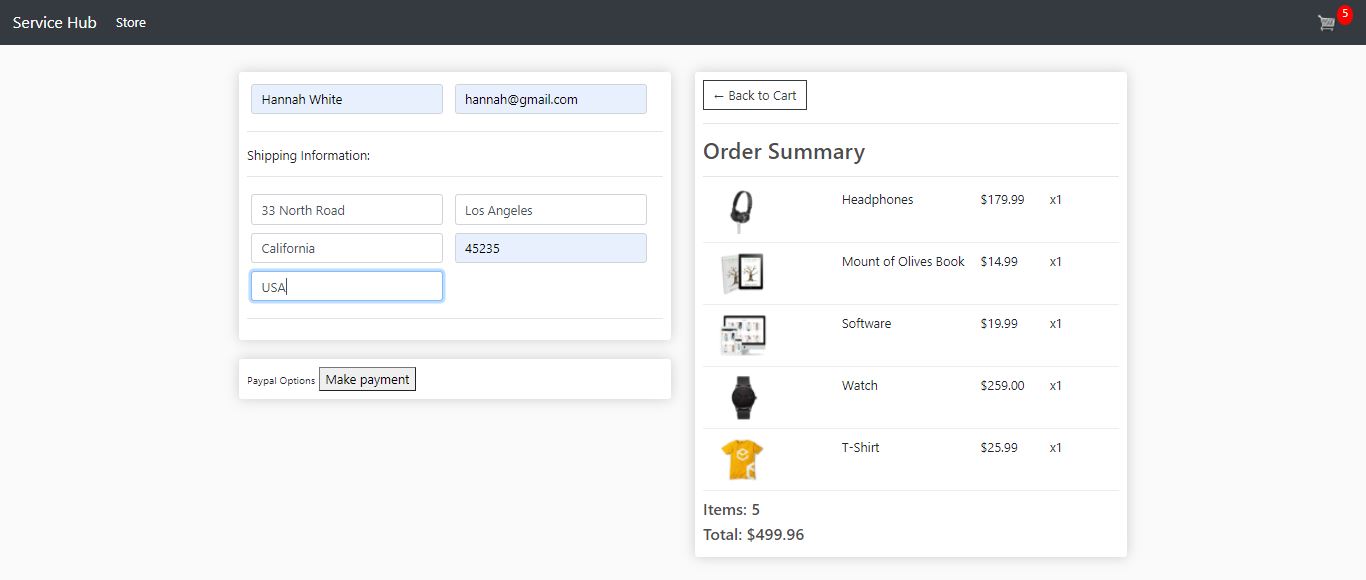 Service Hub Store 5
Hannah White hannah@gmail.com
Shipping Information:
33 North Road Los Angeles
California 45235
USA
Paypal Options Make payment
← Back to Cart
Order Summary
Headphones $179.99 x1
Mount of Olives Book $14.99 x1
Software $19.99 x1
Watch $259.00 x1
T-Shirt $25.99 x1
Items: 5
Total: $499.96